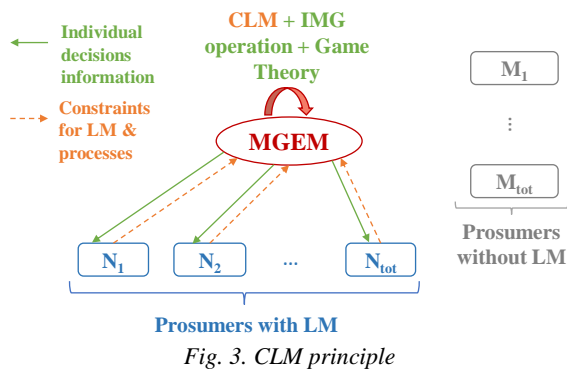 Individual
decisions
information
Constraints
for LM &
processes
CLM + IMG
operation + Game
Theory
MGEM
M1
⋮
Mtot
Prosumers
without LM
N1
N2
...
Ntot
Prosumers with LM
Fig. 3. CLM principle